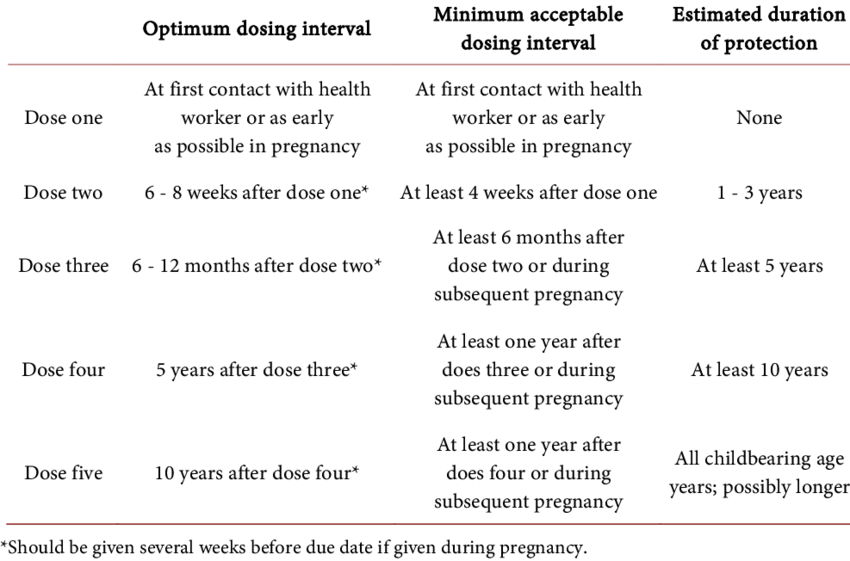 Optimum dosing interval
Minimum acceptable
dosing interval
Estimated duration
of protection
Dose one
At first contact with health
worker or as early
as possible in pregnancy
At first contact with health
worker or as early
as possible in pregnancy
None
Dose two
6 - 8 weeks after dose one*
At least 4 weeks after dose one
1 - 3 years
Dose three
6 - 12 months after dose two*
At least 6 months after
dose two or during
subsequent pregnancy
At least 5 years
Dose four
5 years after dose three*
At least one year after
does three or during
subsequent pregnancy
At least 10 years
Dose five
10 years after dose four*
At least one year after
does four or during
subsequent pregnancy
All childbearing age
years; possibly longer
*Should be given several weeks before due date if given during pregnancy.